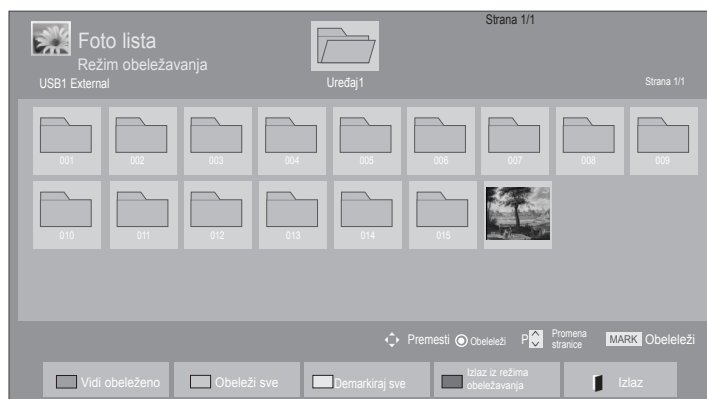 Strana 1/1
Foto lista
Režim obeležavanja
USB1 External
Uređaj1
Strana 1/1
001 002 003 004 005 006 007 008 009
010 011 012 013 014 015
Premesti Obeleleži P Promena stranice MARK Obeleleži
Vidi obeleženo Obeleži sve Demarkiraj sve Izlaz iz režima obeležavanja Izlaz